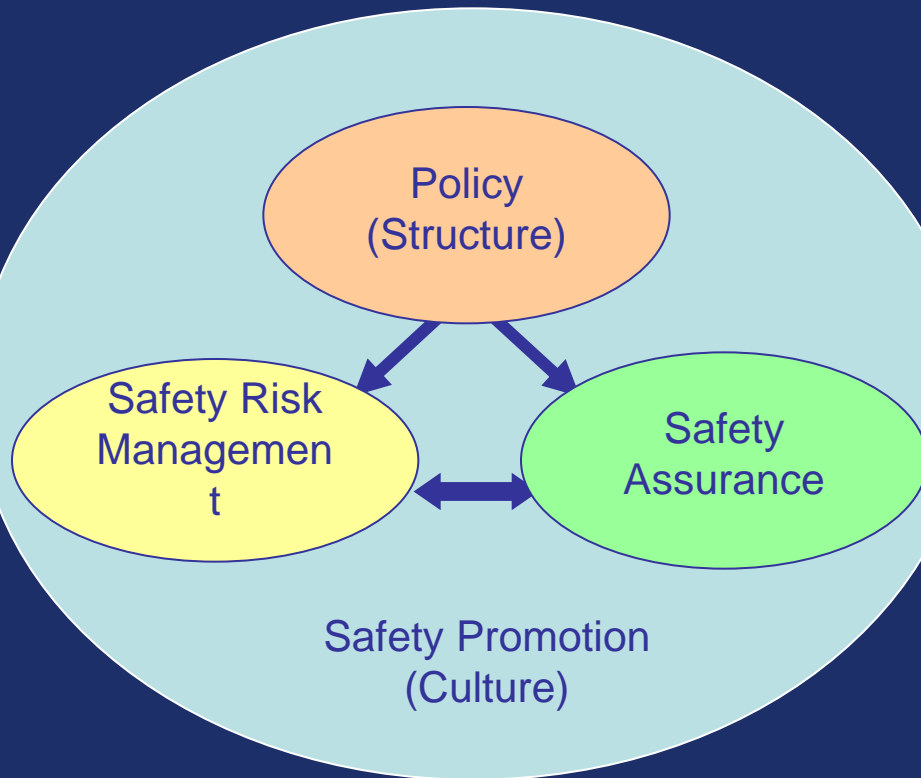 Policy
(Structure)
Safety Risk
Managemen
t
Safety
Assurance
Safety Promotion
(Culture)